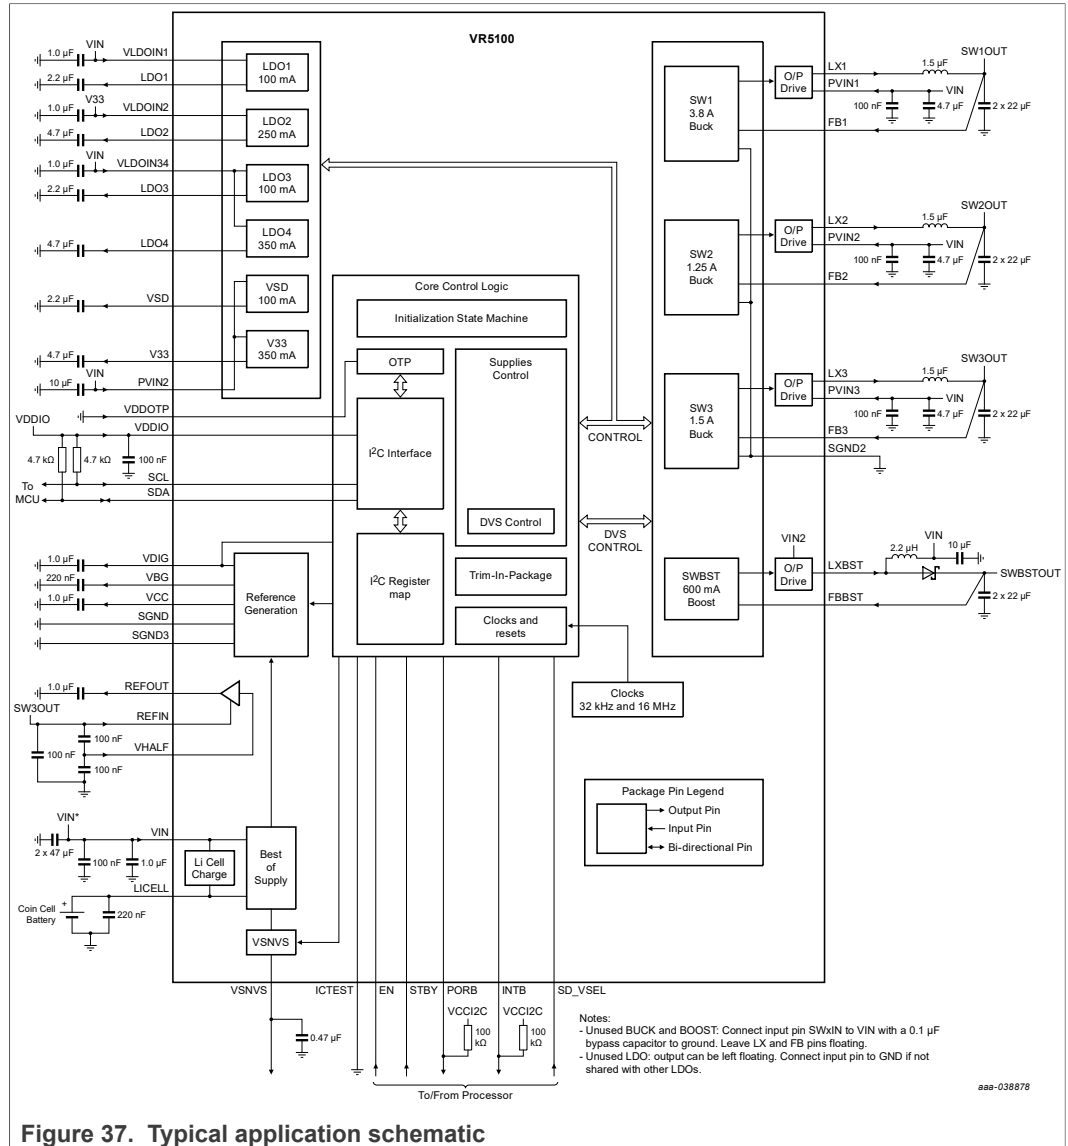 VR5100
VIN
1.0 µF
VLDOIN1
2.2 µF
LDO1
V33
1.0 µF
VLDOIN2
4.7 µF
LDO2
VIN
1.0 µF
VLDOIN34
2.2 µF
LDO3
4.7 µF
LDO4
2.2 µF
VSD
4.7 µF
V33
VIN
10 µF
PVIN2
VDDOTP
VDDIO
VDDIO
4.7 kΩ
4.7 kΩ
100 nF
To
MCU
SCL
SDA
1.0 µF
VDIG
220 nF
VBG
1.0 µF
VCC
SGND
SGND3
1.0 µF
REFOUT
SW3OUT
REFIN
100 nF
100 nF
VHALF
100 nF
VIN*
VIN
2 x 47 µF
100 nF
1.0 µF
LICELL
Coin Cell
Battery
+
220 nF
LDO1
100 mA
LDO2
250 mA
LDO3
100 mA
LDO4
350 mA
VSD
100 mA
V33
350 mA
Core Control Logic
Initialization State Machine
OTP
Supplies
Control
I2C Interface
DVS Control
I2C Register
map
Trim-In-Package
Clocks and
resets
Reference
Generation
Clocks
32 kHz and 16 MHz
CONTROL
DVS
CONTROL
Li Cell
Charge
Best
of
Supply
VSNVS
SW1
3.8 A
Buck
O/P
Drive
LX1
PVIN1
FB1
1.5 µF
SW1OUT
VIN
100 nF
4.7 µF
2 x 22 µF
SW2
1.25 A
Buck
O/P
Drive
LX2
PVIN2
FB2
1.5 µF
SW2OUT
VIN
100 nF
4.7 µF
2 x 22 µF
SW3
1.5 A
Buck
O/P
Drive
LX3
PVIN3
FB3
SGND2
1.5 µF
SW3OUT
VIN
100 nF
4.7 µF
2 x 22 µF
SWBST
600 mA
Boost
VIN2
O/P
Drive
LXBST
FBBST
2.2 µH
VIN
10 µF
SWBSTOUT
2 x 22 µF
Package Pin Legend
Output Pin
Input Pin
Bi-directional Pin
VSNVS
ICTEST
EN
STBY
PORB
INTB
SD_VSEL
0.47 µF
VCCI2C
100
kΩ
VCCI2C
100
kΩ
To/From Processor
Notes:
- Unused BUCK and BOOST: Connect input pin SWxIN to VIN with a 0.1 µF
bypass capacitor to ground. Leave LX and FB pins floating.
- Unused LDO: output can be left floating. Connect input pin to GND if not
shared with other LDOs.
aaa-038878
Figure 37. Typical application schematic